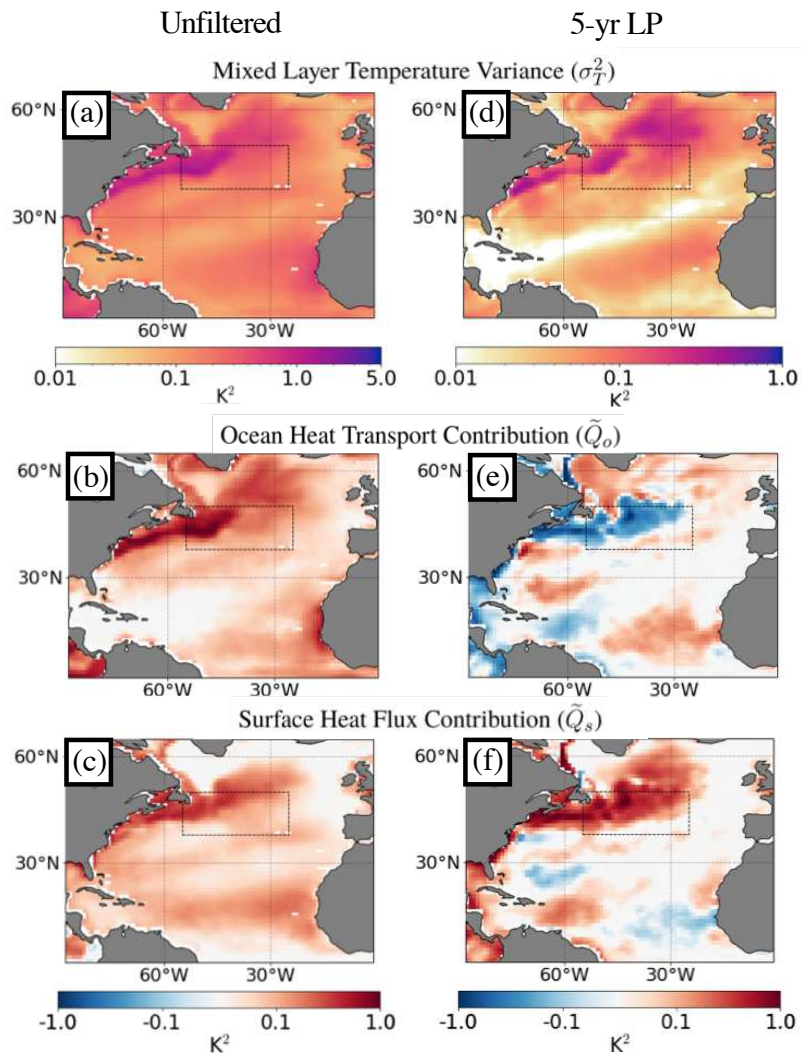 Unfiltered 5-yr LP
Mixed Layer Temperature Variance (σ²_T)
(a) (d)
60°N 60°N
30°N 30°N
60°W 30°W 60°W 30°W
0.01 0.1 1.0 5.0 0.01 0.1 1.0
K² K²
Ocean Heat Transport Contribution (Q̃ₒ)
(b) (e)
60°N 60°N
30°N 30°N
60°W 30°W 60°W 30°W
Surface Heat Flux Contribution (Q̃ₛ)
(c) (f)
60°N 60°N
30°N 30°N
60°W 30°W 60°W 30°W
-1.0 -0.1 0.1 1.0 -1.0 -0.1 0.1 1.0
K² K²